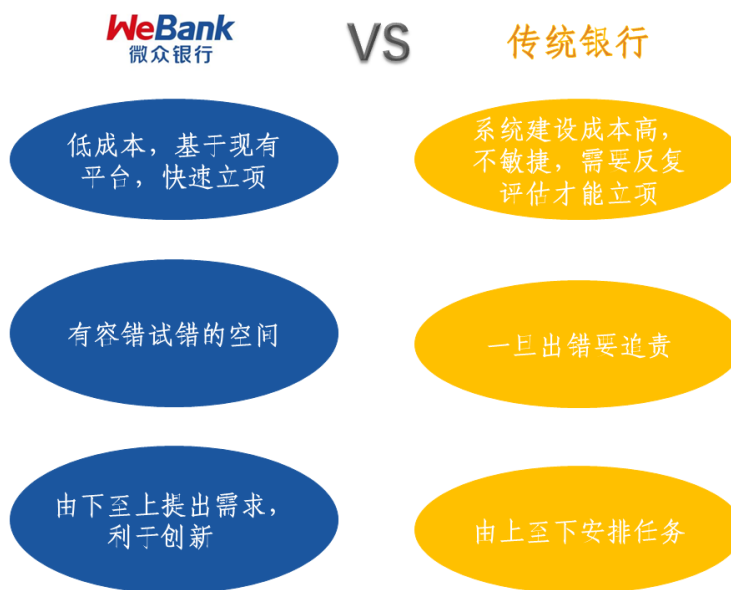 WeBank
微众银行
VS
传统银行
低成本，基于现有
平台，快速立项
系统建设成本高，
不敏捷，需要反复
评估才能立项
有容错试错的空间
一旦出错要追责
由下至上提出需求，
利于创新
由上至下安排任务